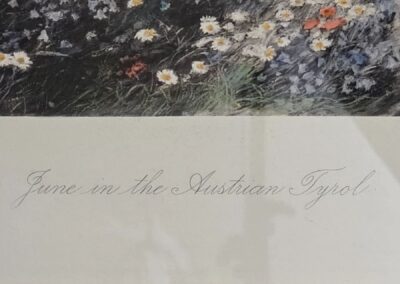 June in the Austrian Tyrol